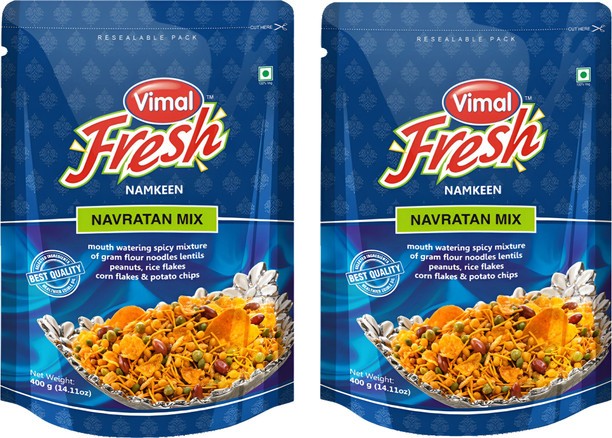 CUT HERE
RESEALABLE PACK
Vimal
TM
Fresh
NAMKEEN
NAVRATAN MIX
mouth watering spicy mixture
of gram flour noodles lentils
peanuts, rice flakes
corn flakes & potato chips
BEST QUALITY
Net Weight:
400 g (14.11oz)
CUT HERE
RESEALABLE PACK
Vimal
TM
Fresh
NAMKEEN
NAVRATAN MIX
mouth watering spicy mixture
of gram flour noodles lentils
peanuts, rice flakes
corn flakes & potato chips
BEST QUALITY
Net Weight:
400 g (14.11oz)